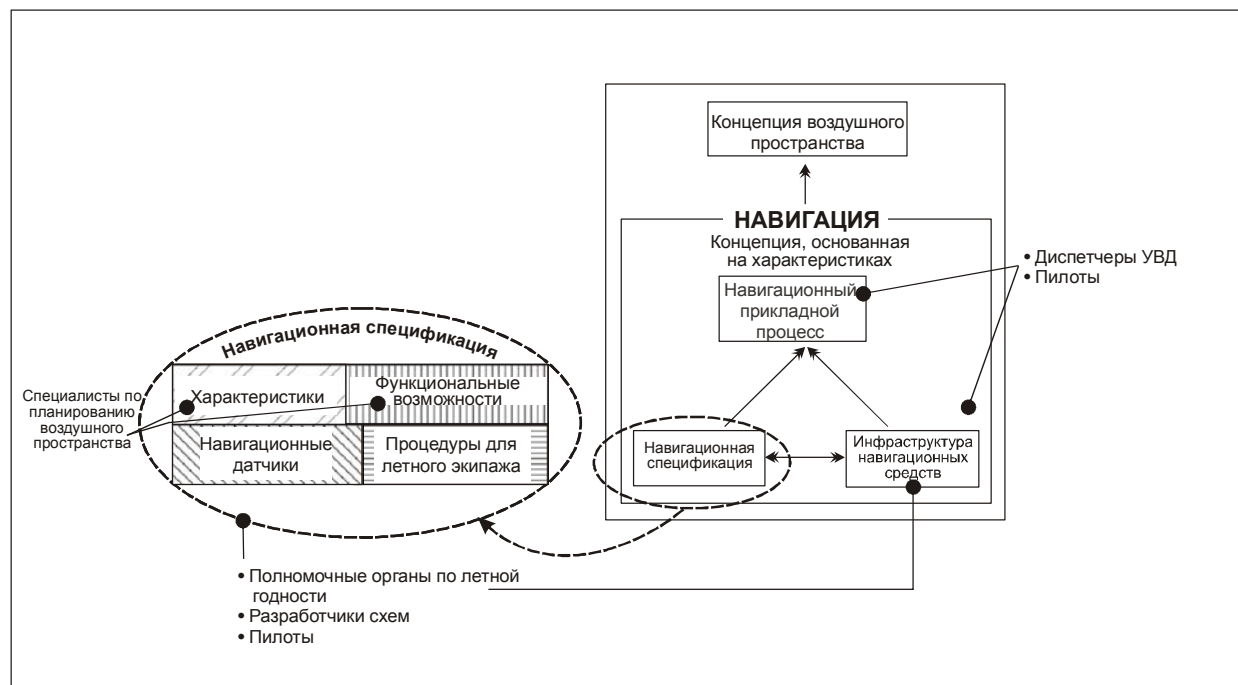 Концепция воздушного
пространства
НАВИГАЦИЯ
Концепция, основанная
на характеристиках
Навигационный
прикладной
процесс
• Диспетчеры УВД
• Пилоты
Навигационная спецификация
Характеристики
Функциональные
возможности
Навигационные
датчики
Процедуры для
летного экипажа
Специалисты по
планированию
воздушного
пространства
Навигационная
спецификация
Инфраструктура
навигационных
средств
• Полномочные органы по летной
годности
• Разработчики схем
• Пилоты